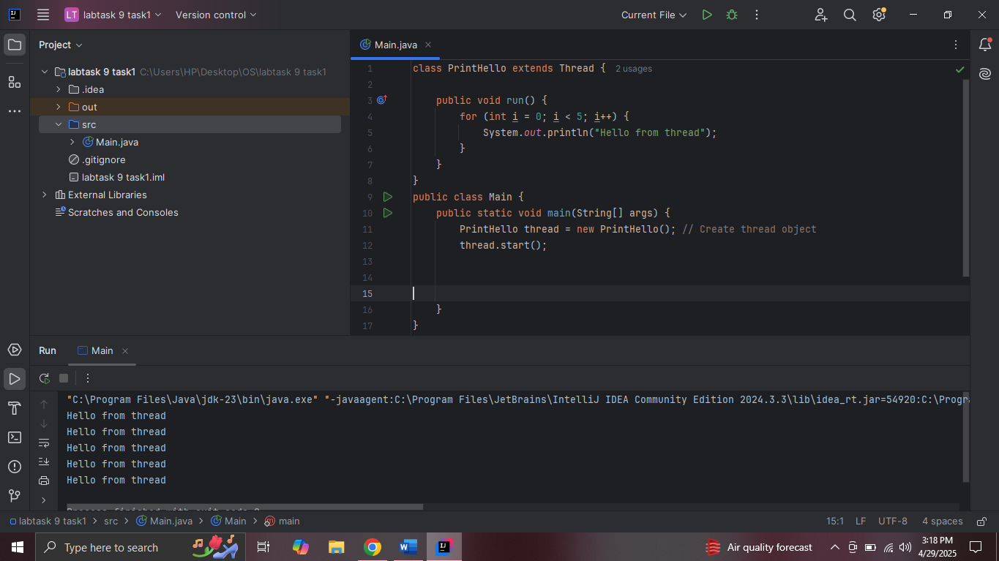 LT labtask 9 task1 Version control Current File
Project
Main.java
labtask 9 task1 C:\Users\HP\Desktop\OS\labtask 9 task1
.idea
out
src
Main.java
.gitignore
labtask 9 task1.iml
External Libraries
Scratches and Consoles
1 class PrintHello extends Thread { 2 usages
2
3 public void run() {
4 for (int i = 0; i < 5; i++) {
5 System.out.println("Hello from thread");
6 }
7 }
8 }
9 public class Main {
10 public static void main(String[] args) {
11 PrintHello thread = new PrintHello(); // Create thread object
12 thread.start();
13
14
15
16 }
17 }
Run Main
"C:\Program Files\Java\jdk-23\bin\java.exe" "-javaagent:C:\Program Files\JetBrains\IntelliJ IDEA Community Edition 2024.3.3\lib\idea_rt.jar=54920:C:\Progr
Hello from thread
Hello from thread
Hello from thread
Hello from thread
Hello from thread
Process finished with exit code 0
labtask 9 task1 > src > Main.java > Main > main 15:1 LF UTF-8 4 spaces
Type here to search
Air quality forecast
3:18 PM
4/29/2025